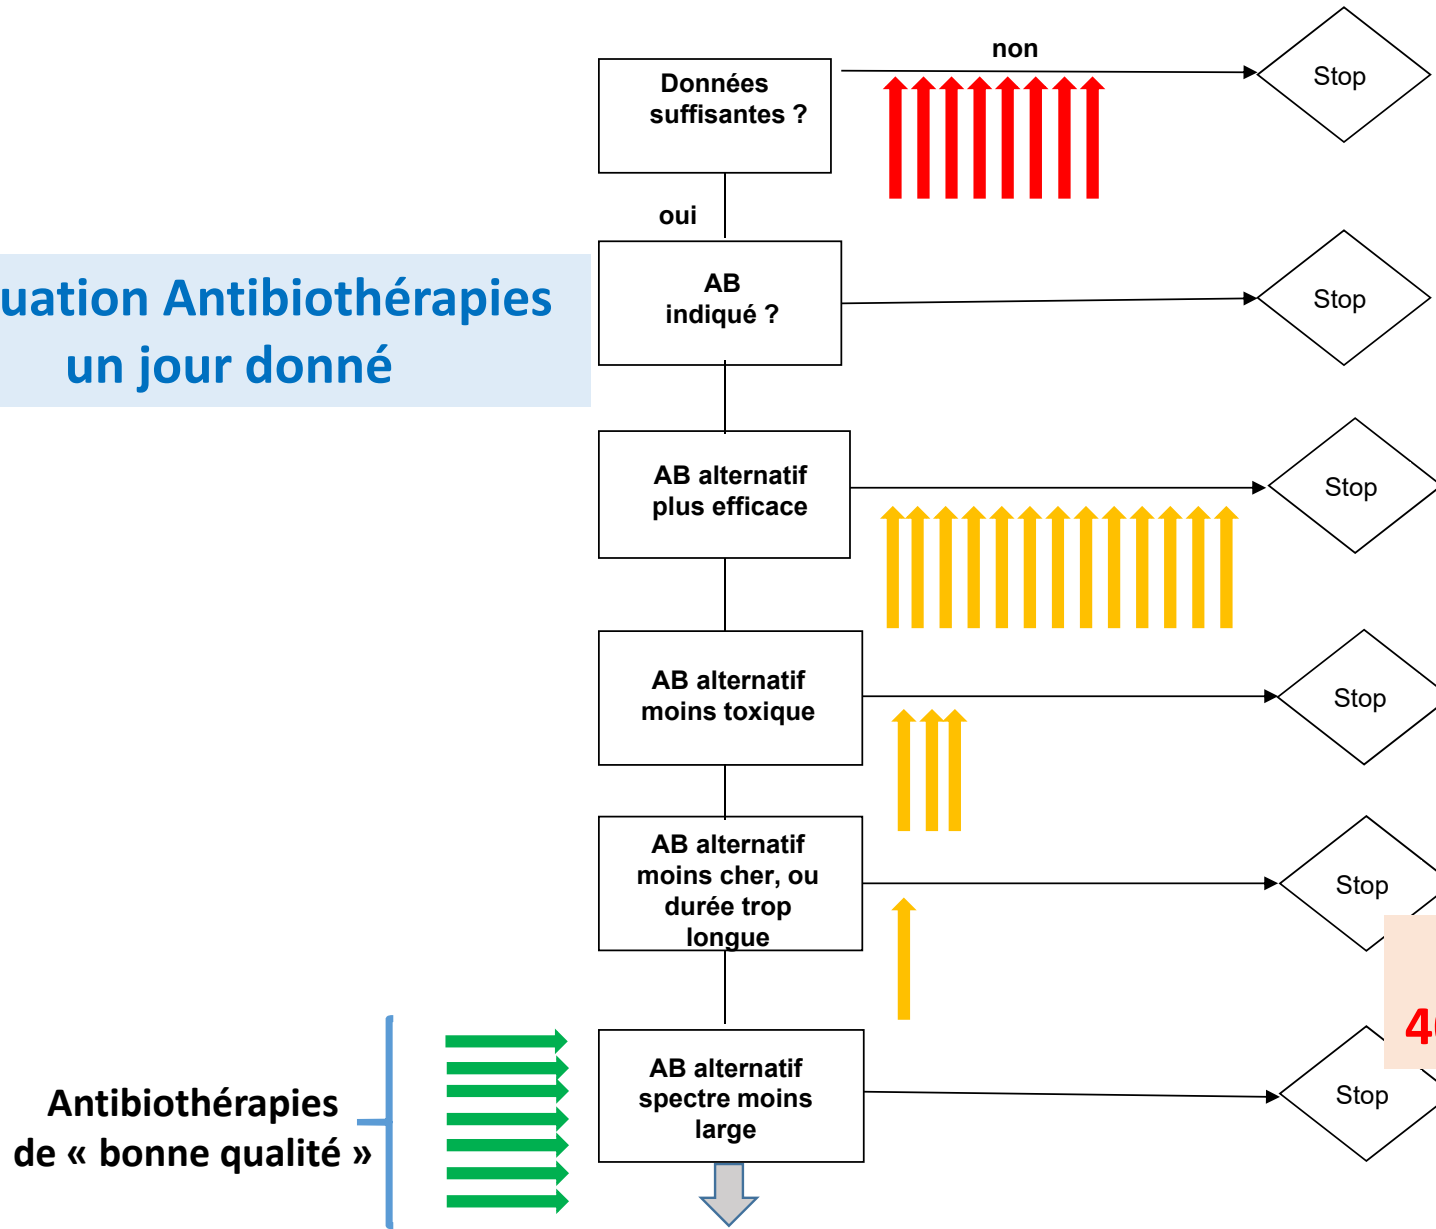 non
Données
suffisantes ?
Stop
oui
AB
indiqué ?
Stop
Antibiothérapies
un jour donné
AB alternatif
plus efficace
Stop
AB alternatif
moins toxique
Stop
AB alternatif
moins cher, ou
durée trop
longue
Stop
AB alternatif
spectre moins
large
Stop
Antibiothérapies
de « bonne qualité »